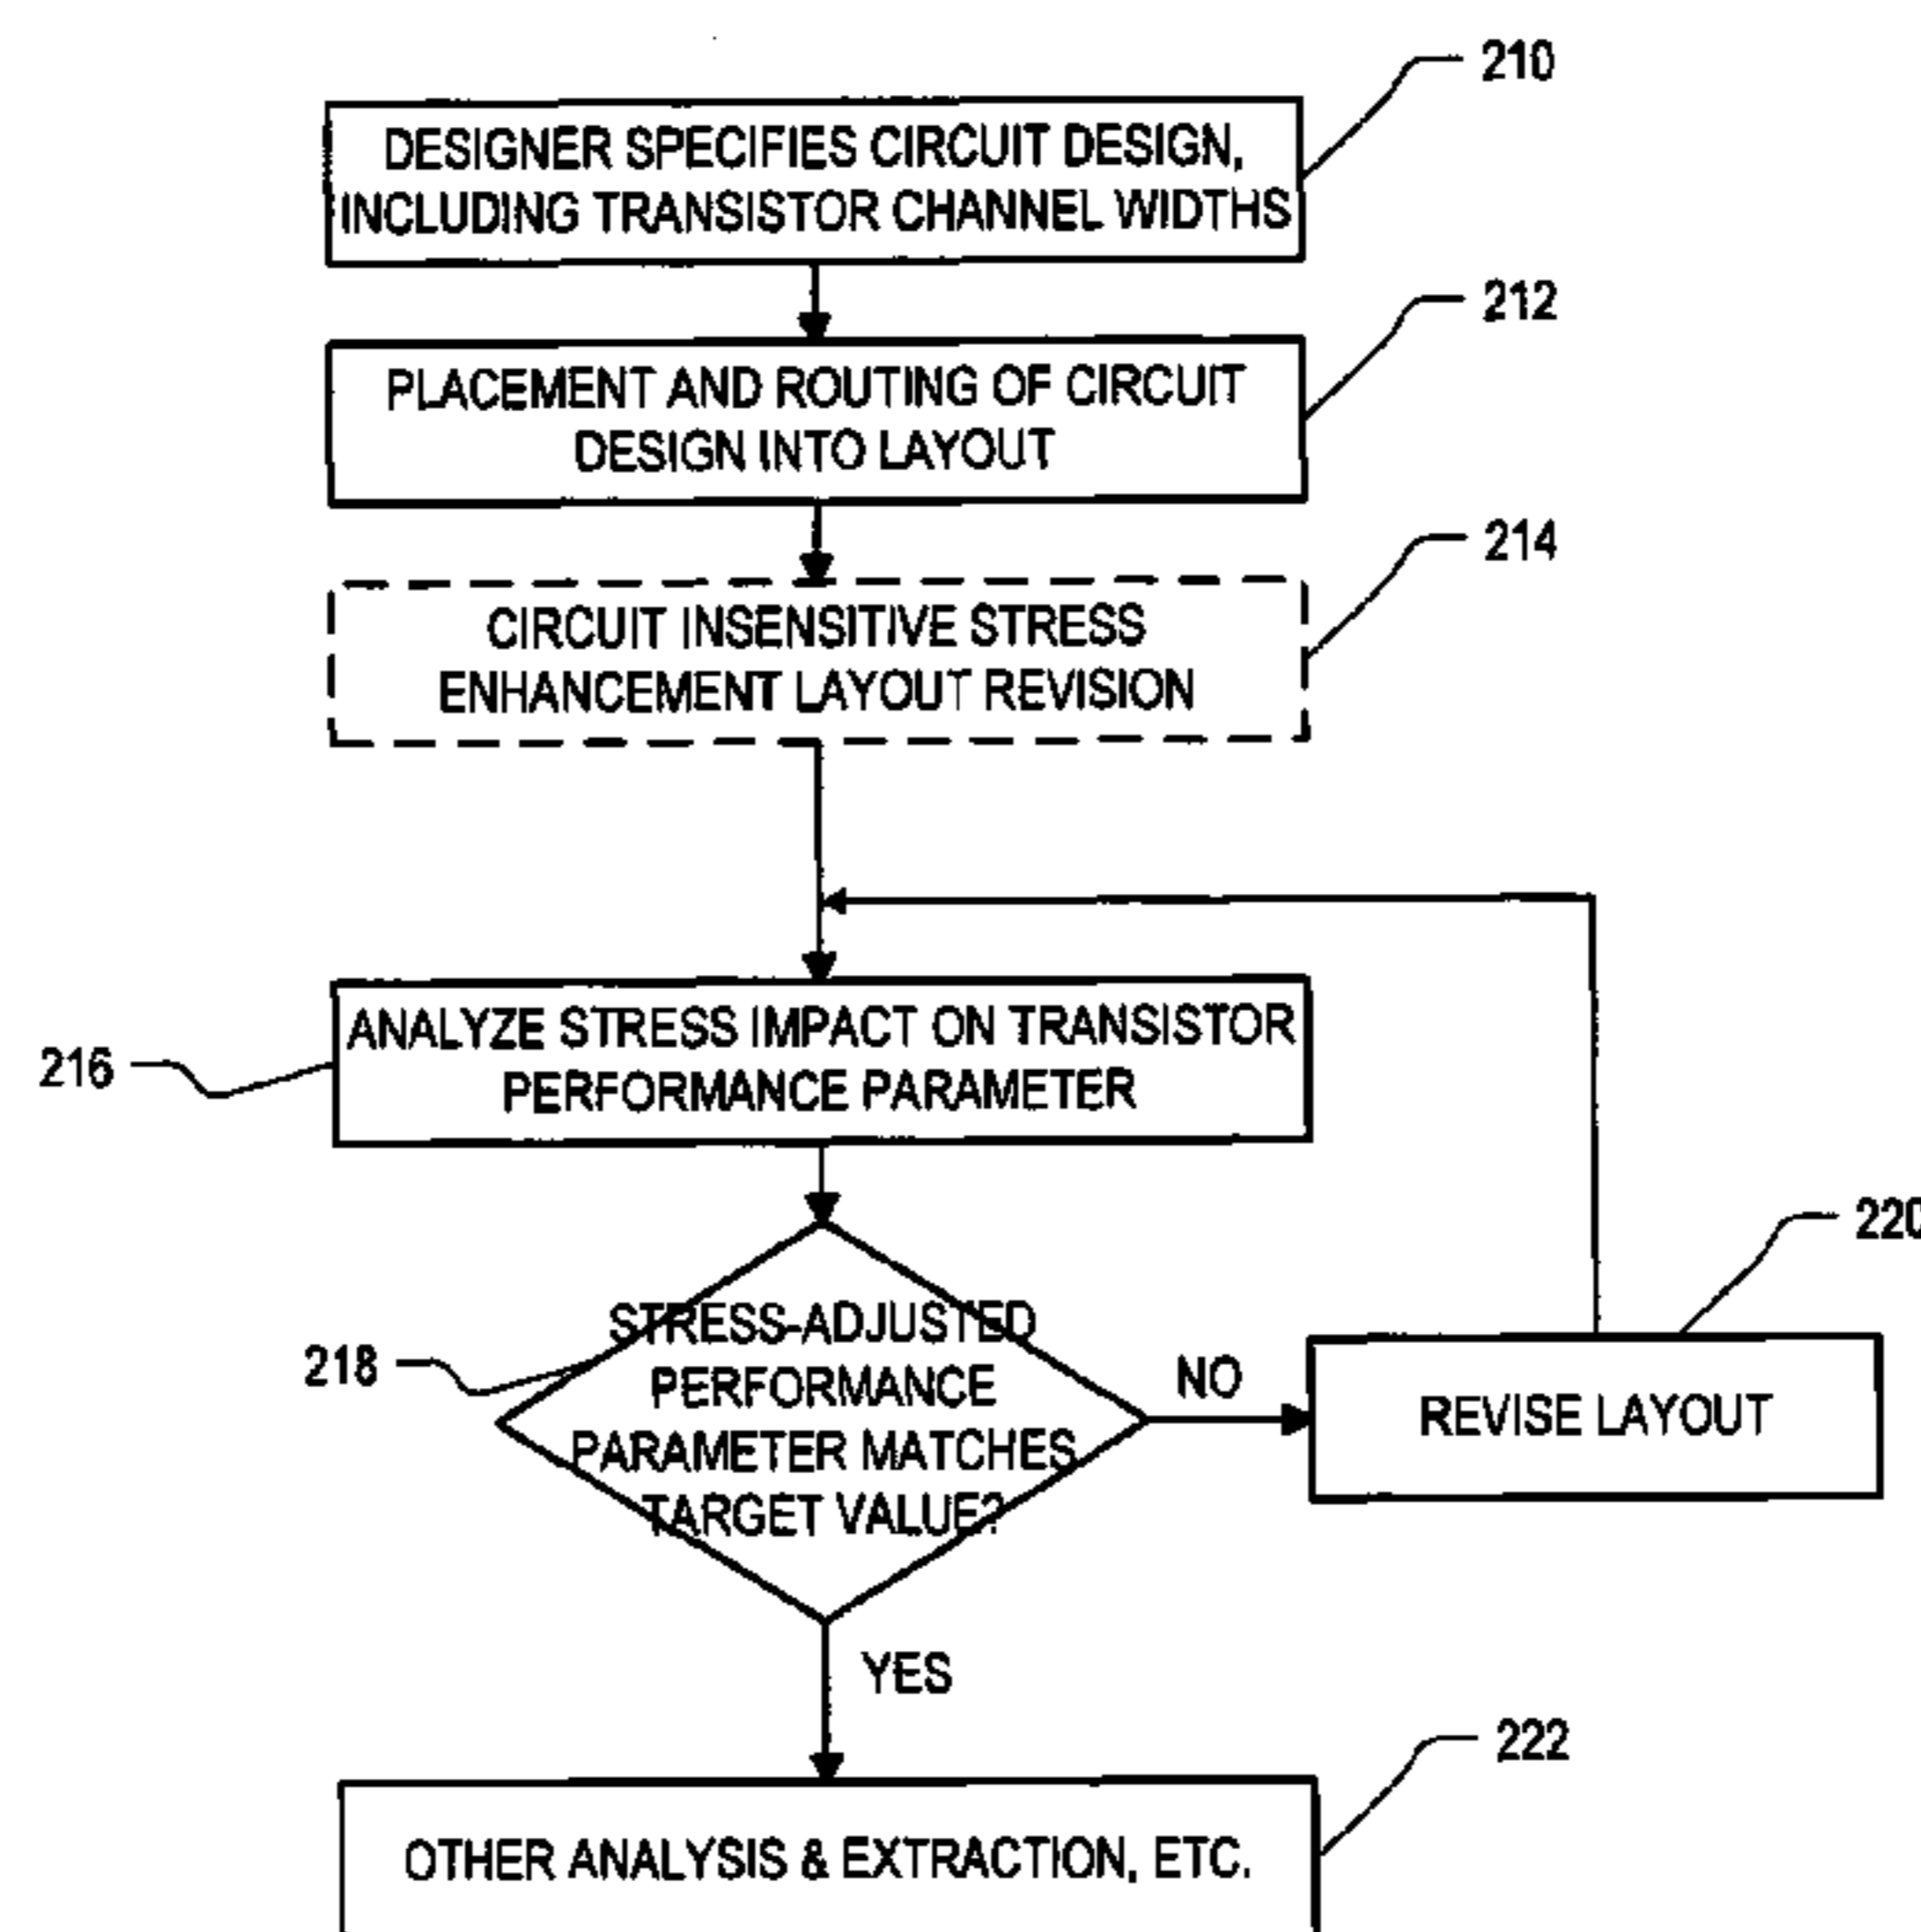 210
DESIGNER SPECIFIES CIRCUIT DESIGN,
INCLUDING TRANSISTOR CHANNEL WIDTHS
212
PLACEMENT AND ROUTING OF CIRCUIT
DESIGN INTO LAYOUT
214
CIRCUIT INSENSITIVE STRESS
ENHANCEMENT LAYOUT REVISION
216
ANALYZE STRESS IMPACT ON TRANSISTOR
PERFORMANCE PARAMETER
218
STRESS-ADJUSTED
PERFORMANCE
PARAMETER MATCHES
TARGET VALUE?
NO
220
REVISE LAYOUT
YES
222
OTHER ANALYSIS & EXTRACTION, ETC.